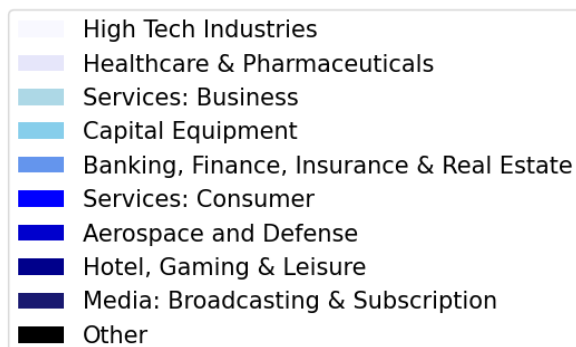 High Tech Industries
Healthcare & Pharmaceuticals
Services: Business
Capital Equipment
Banking, Finance, Insurance & Real Estate
Services: Consumer
Aerospace and Defense
Hotel, Gaming & Leisure
Media: Broadcasting & Subscription
Other